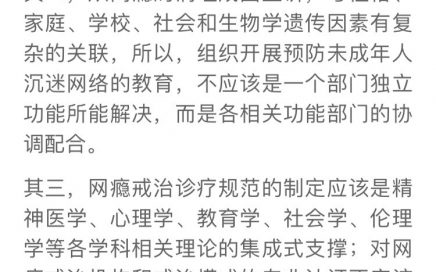 家庭、学校、社会和生物学遗传因素有复
杂的关联，所以，组织开展预防未成年人
沉迷网络的教育，不应该是一个部门独立
功能所能解决，而是各相关功能部门的协
调配合。
其三，网瘾戒治诊疗规范的制定应该是精
神医学、心理学、教育学、社会学、伦理
学等各学科相关理论的集成式支撑；对网